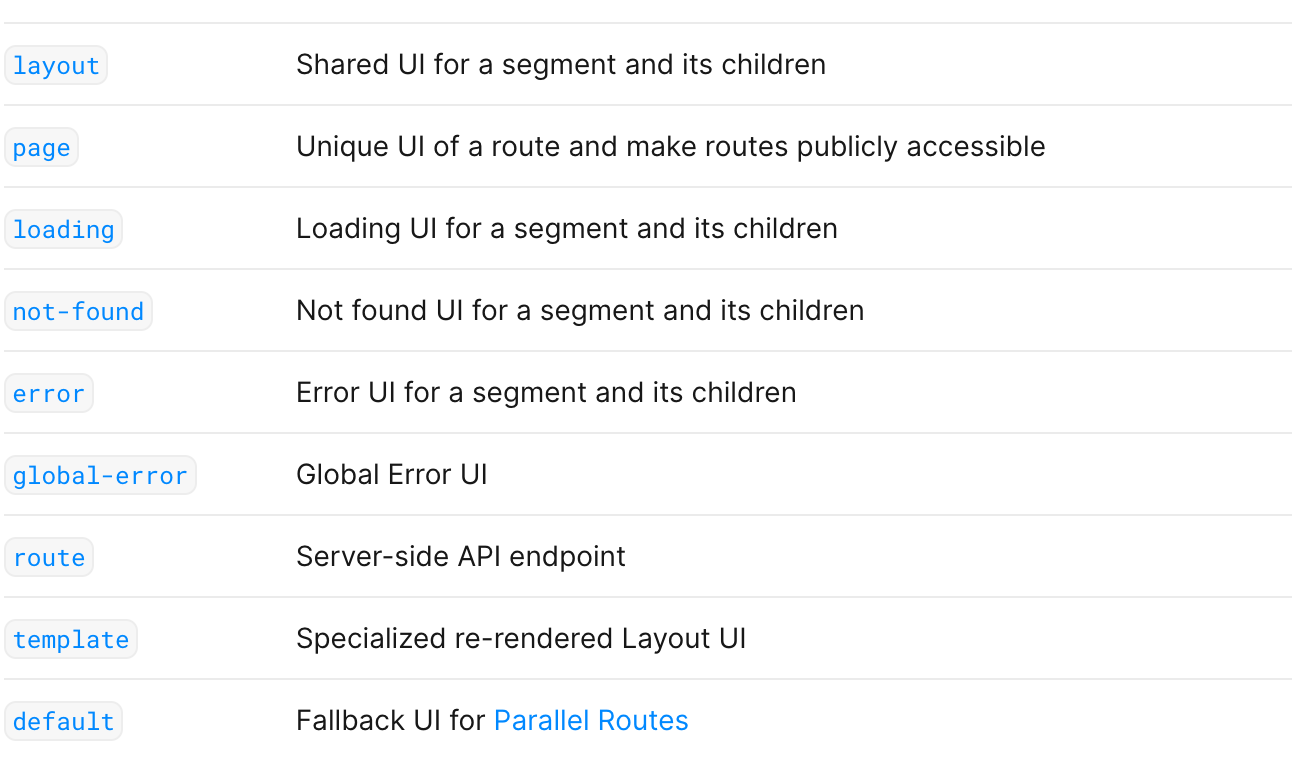 layout Shared UI for a segment and its children
page Unique UI of a route and make routes publicly accessible
loading Loading UI for a segment and its children
not-found Not found UI for a segment and its children
error Error UI for a segment and its children
global-error Global Error UI
route Server-side API endpoint
template Specialized re-rendered Layout UI
default Fallback UI for Parallel Routes